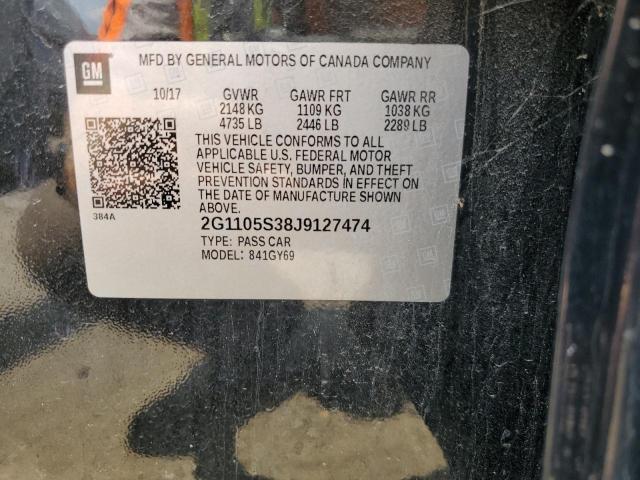 GM
MFD BY GENERAL MOTORS OF CANADA COMPANY
10/17 GVWR GAWR FRT GAWR RR
2148 KG 1109 KG 1038 KG
4735 LB 2446 LB 2289 LB
THIS VEHICLE CONFORMS TO ALL
APPLICABLE U.S. FEDERAL MOTOR
VEHICLE SAFETY, BUMPER, AND THEFT
PREVENTION STANDARDS IN EFFECT ON
THE DATE OF MANUFACTURE SHOWN
ABOVE.
384A
2G1105S38J9127474
TYPE: PASS CAR
MODEL: 841GY69